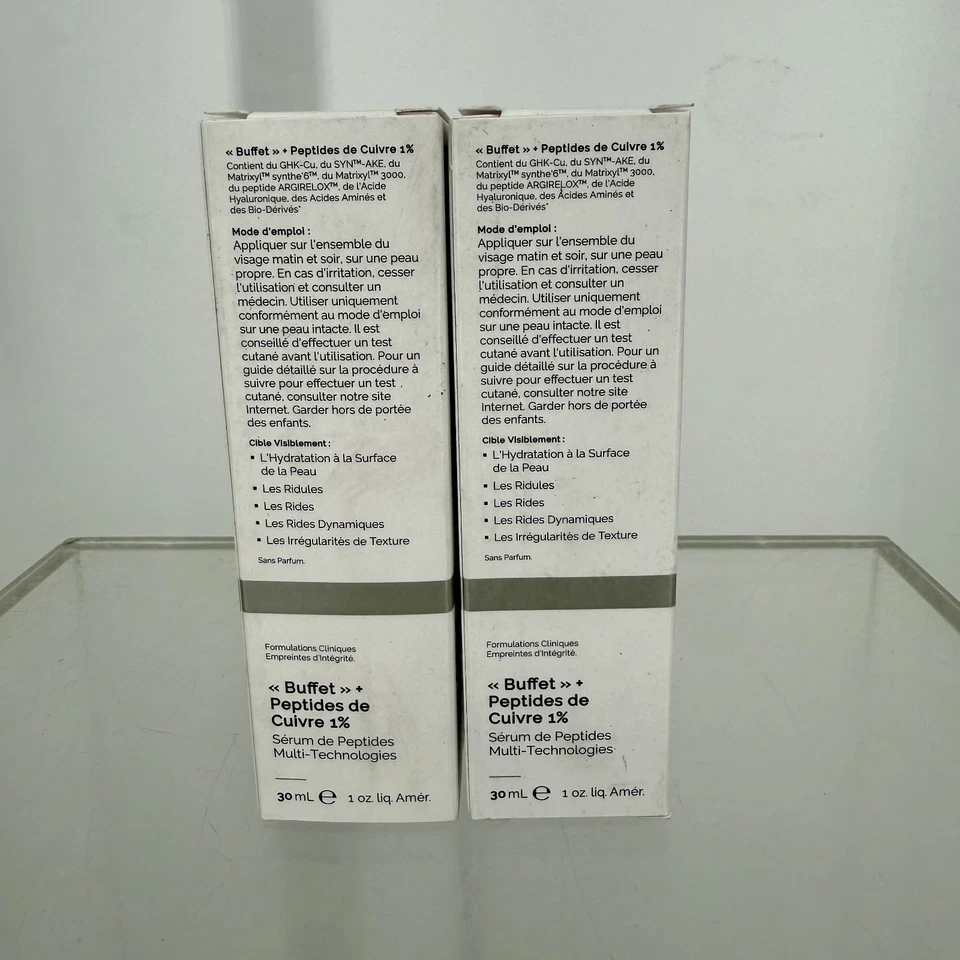 « Buffet » + Peptides de Cuivre 1%
Contient du GHK-Cu, du SYN™-AKE, du
Matrixyl™ synthe'6™, du Matrixyl™ 3000,
du peptide ARGIRELOX™, de l'Acide
Hyaluronique, des Acides Aminés et
des Bio-Dérivés*
Mode d'emploi :
Appliquer sur l'ensemble du
visage matin et soir, sur une peau
propre. En cas d'irritation, cesser
l'utilisation et consulter un
médecin. Utiliser uniquement
conformément au mode d'emploi
sur une peau intacte. Il est
conseillé d'effectuer un test
cutané avant l'utilisation. Pour un
guide détaillé sur la procédure à
suivre pour effectuer un test
cutané, consulter notre site
Internet. Garder hors de portée
des enfants.
Cible Visiblement :
▪ L'Hydratation à la Surface
de la Peau
▪ Les Ridules
▪ Les Rides
▪ Les Rides Dynamiques
▪ Les Irrégularités de Texture
Sans Parfum.
Formulations Cliniques
Empreintes d'Intégrité.
« Buffet » +
Peptides de
Cuivre 1%
Sérum de Peptides
Multi-Technologies
30 mL ℮ 1 oz. liq. Amér.
« Buffet » + Peptides de Cuivre 1%
Contient du GHK-Cu, du SYN™-AKE, du
Matrixyl™ synthe'6™, du Matrixyl™ 3000,
du peptide ARGIRELOX™, de l'Acide
Hyaluronique, des Acides Aminés et
des Bio-Dérivés*
Mode d'emploi :
Appliquer sur l'ensemble du
visage matin et soir, sur une peau
propre. En cas d'irritation, cesser
l'utilisation et consulter un
médecin. Utiliser uniquement
conformément au mode d'emploi
sur une peau intacte. Il est
conseillé d'effectuer un test
cutané avant l'utilisation. Pour un
guide détaillé sur la procédure à
suivre pour effectuer un test
cutané, consulter notre site
Internet. Garder hors de portée
des enfants.
Cible Visiblement :
▪ L'Hydratation à la Surface
de la Peau
▪ Les Ridules
▪ Les Rides
▪ Les Rides Dynamiques
▪ Les Irrégularités de Texture
Sans Parfum.
Formulations Cliniques
Empreintes d'Intégrité.
« Buffet » +
Peptides de
Cuivre 1%
Sérum de Peptides
Multi-Technologies
30 mL ℮ 1 oz. liq. Amér.